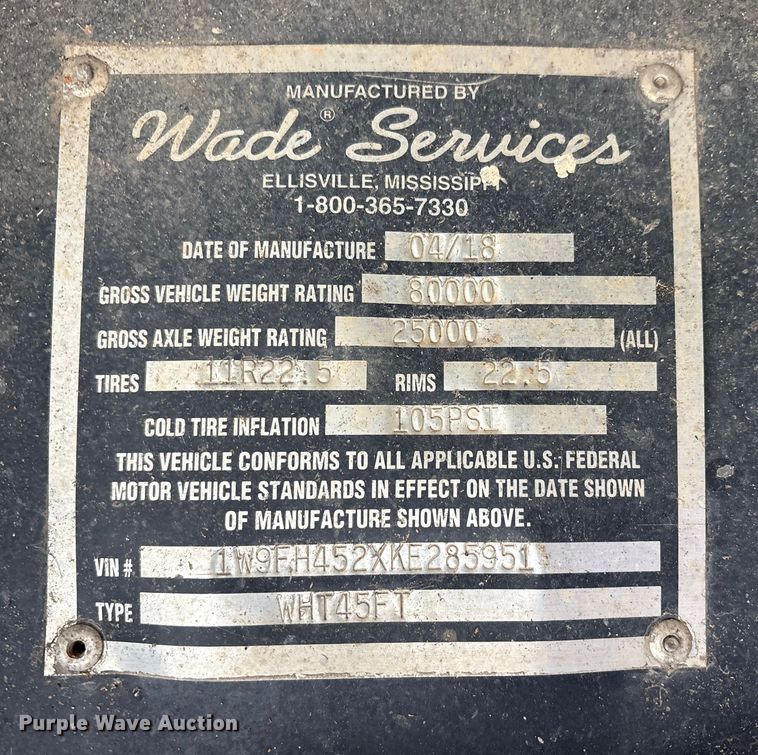 MANUFACTURED BY
Wade® Services
ELLISVILLE, MISSISSIPPI
1-800-365-7330
DATE OF MANUFACTURE 04/18
GROSS VEHICLE WEIGHT RATING 80000
GROSS AXLE WEIGHT RATING 25000 (ALL)
TIRES 11R22.5 RIMS 22.5
COLD TIRE INFLATION 105PSI
THIS VEHICLE CONFORMS TO ALL APPLICABLE U.S. FEDERAL
MOTOR VEHICLE STANDARDS IN EFFECT ON THE DATE SHOWN
OF MANUFACTURE SHOWN ABOVE.
VIN # 1W9FH452XKE285951
TYPE WHT45FT
Purple Wave Auction